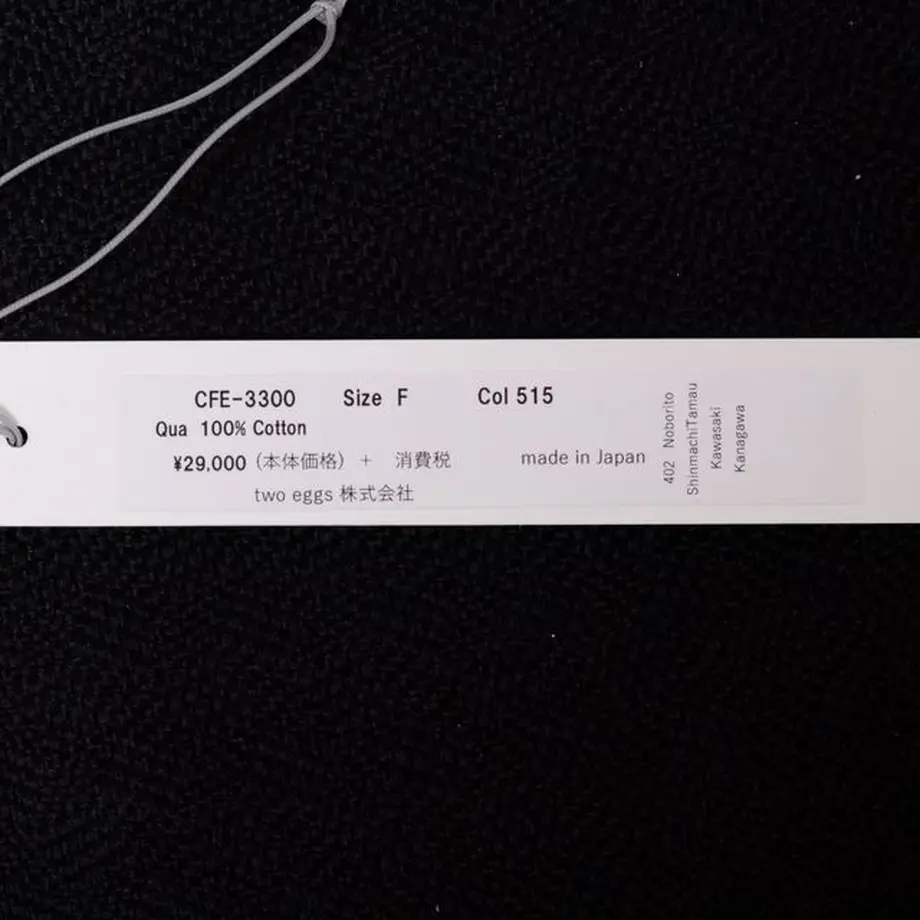 CFE-3300 Size F Col 515
Qua 100% Cotton
¥29,000 (本体価格) + 消費税
made in Japan
two eggs 株式会社
402 Noborito
ShinmachiTamau
Kawasaki
Kanagawa